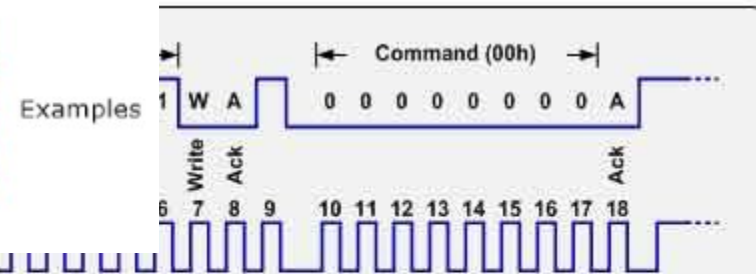 Command (00h)
Examples
1 W A 0 0 0 0 0 0 0 0 A
Write Ack Ack
6 7 8 9 10 11 12 13 14 15 16 17 18